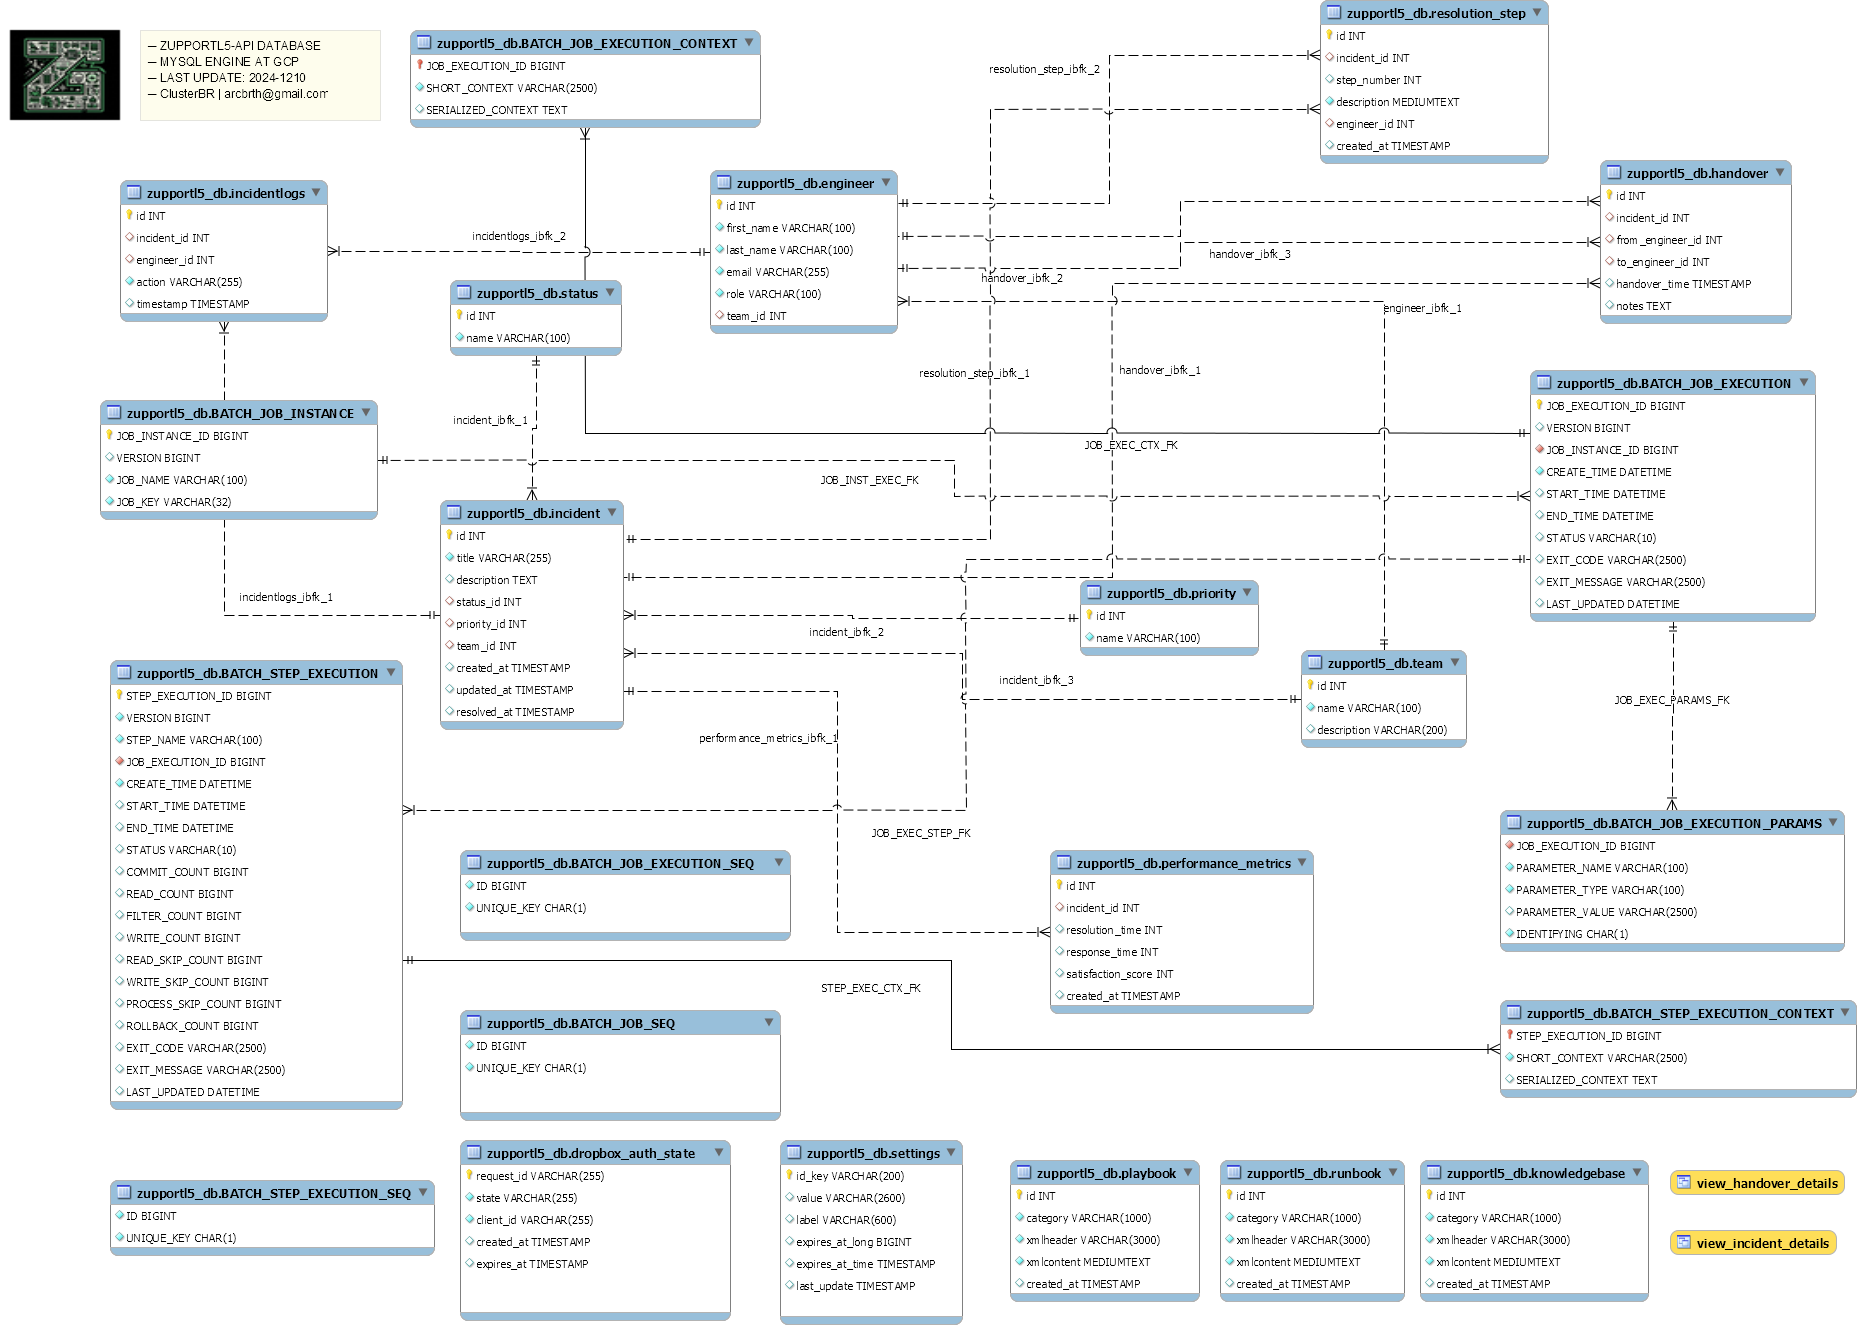 — ZUPPORTL5-API DATABASE
— MYSQL ENGINE AT GCP
— LAST UPDATE: 2024-1210
— ClusterBR | arcbrth@gmail.com
zupportl5_db.BATCH_JOB_EXECUTION_CONTEXT
JOB_EXECUTION_ID BIGINT
SHORT_CONTEXT VARCHAR(2500)
SERIALIZED_CONTEXT TEXT
zupportl5_db.resolution_step
id INT
incident_id INT
step_number INT
description MEDIUMTEXT
engineer_id INT
created_at TIMESTAMP
resolution_step_ibfk_2
zupportl5_db.incidentlogs
id INT
incident_id INT
engineer_id INT
action VARCHAR(255)
timestamp TIMESTAMP
incidentlogs_ibfk_2
zupportl5_db.engineer
id INT
first_name VARCHAR(100)
last_name VARCHAR(100)
email VARCHAR(255)
role VARCHAR(100)
team_id INT
zupportl5_db.handover
id INT
incident_id INT
from_engineer_id INT
to_engineer_id INT
handover_time TIMESTAMP
notes TEXT
handover_ibfk_3
handover_ibfk_2
engineer_ibfk_1
zupportl5_db.status
id INT
name VARCHAR(100)
resolution_step_ibfk_1
handover_ibfk_1
zupportl5_db.BATCH_JOB_INSTANCE
JOB_INSTANCE_ID BIGINT
VERSION BIGINT
JOB_NAME VARCHAR(100)
JOB_KEY VARCHAR(32)
incident_ibfk_1
JOB_EXEC_CTX_FK
JOB_INST_EXEC_FK
zupportl5_db.BATCH_JOB_EXECUTION
JOB_EXECUTION_ID BIGINT
VERSION BIGINT
JOB_INSTANCE_ID BIGINT
CREATE_TIME DATETIME
START_TIME DATETIME
END_TIME DATETIME
STATUS VARCHAR(10)
EXIT_CODE VARCHAR(2500)
EXIT_MESSAGE VARCHAR(2500)
LAST_UPDATED DATETIME
zupportl5_db.incident
id INT
title VARCHAR(255)
description TEXT
status_id INT
priority_id INT
team_id INT
created_at TIMESTAMP
updated_at TIMESTAMP
resolved_at TIMESTAMP
incidentlogs_ibfk_1
zupportl5_db.priority
id INT
name VARCHAR(100)
incident_ibfk_2
incident_ibfk_3
zupportl5_db.team
id INT
name VARCHAR(100)
description VARCHAR(200)
JOB_EXEC_PARAMS_FK
performance_metrics_ibfk_1
zupportl5_db.BATCH_STEP_EXECUTION
STEP_EXECUTION_ID BIGINT
VERSION BIGINT
STEP_NAME VARCHAR(100)
JOB_EXECUTION_ID BIGINT
CREATE_TIME DATETIME
START_TIME DATETIME
END_TIME DATETIME
STATUS VARCHAR(10)
COMMIT_COUNT BIGINT
READ_COUNT BIGINT
FILTER_COUNT BIGINT
WRITE_COUNT BIGINT
READ_SKIP_COUNT BIGINT
WRITE_SKIP_COUNT BIGINT
PROCESS_SKIP_COUNT BIGINT
ROLLBACK_COUNT BIGINT
EXIT_CODE VARCHAR(2500)
EXIT_MESSAGE VARCHAR(2500)
LAST_UPDATED DATETIME
JOB_EXEC_STEP_FK
zupportl5_db.BATCH_JOB_EXECUTION_SEQ
ID BIGINT
UNIQUE_KEY CHAR(1)
zupportl5_db.performance_metrics
id INT
incident_id INT
resolution_time INT
response_time INT
satisfaction_score INT
created_at TIMESTAMP
zupportl5_db.BATCH_JOB_EXECUTION_PARAMS
JOB_EXECUTION_ID BIGINT
PARAMETER_NAME VARCHAR(100)
PARAMETER_TYPE VARCHAR(100)
PARAMETER_VALUE VARCHAR(2500)
IDENTIFYING CHAR(1)
STEP_EXEC_CTX_FK
zupportl5_db.BATCH_JOB_SEQ
ID BIGINT
UNIQUE_KEY CHAR(1)
zupportl5_db.BATCH_STEP_EXECUTION_CONTEXT
STEP_EXECUTION_ID BIGINT
SHORT_CONTEXT VARCHAR(2500)
SERIALIZED_CONTEXT TEXT
zupportl5_db.BATCH_STEP_EXECUTION_SEQ
ID BIGINT
UNIQUE_KEY CHAR(1)
zupportl5_db.dropbox_auth_state
request_id VARCHAR(255)
state VARCHAR(255)
client_id VARCHAR(255)
created_at TIMESTAMP
expires_at TIMESTAMP
zupportl5_db.settings
id_key VARCHAR(200)
value VARCHAR(2600)
label VARCHAR(600)
expires_at_long BIGINT
expires_at_time TIMESTAMP
last_update TIMESTAMP
zupportl5_db.playbook
id INT
category VARCHAR(1000)
xmlheader VARCHAR(3000)
xmlcontent MEDIUMTEXT
created_at TIMESTAMP
zupportl5_db.runbook
id INT
category VARCHAR(1000)
xmlheader VARCHAR(3000)
xmlcontent MEDIUMTEXT
created_at TIMESTAMP
zupportl5_db.knowledgebase
id INT
category VARCHAR(1000)
xmlheader VARCHAR(3000)
xmlcontent MEDIUMTEXT
created_at TIMESTAMP
view_handover_details
view_incident_details